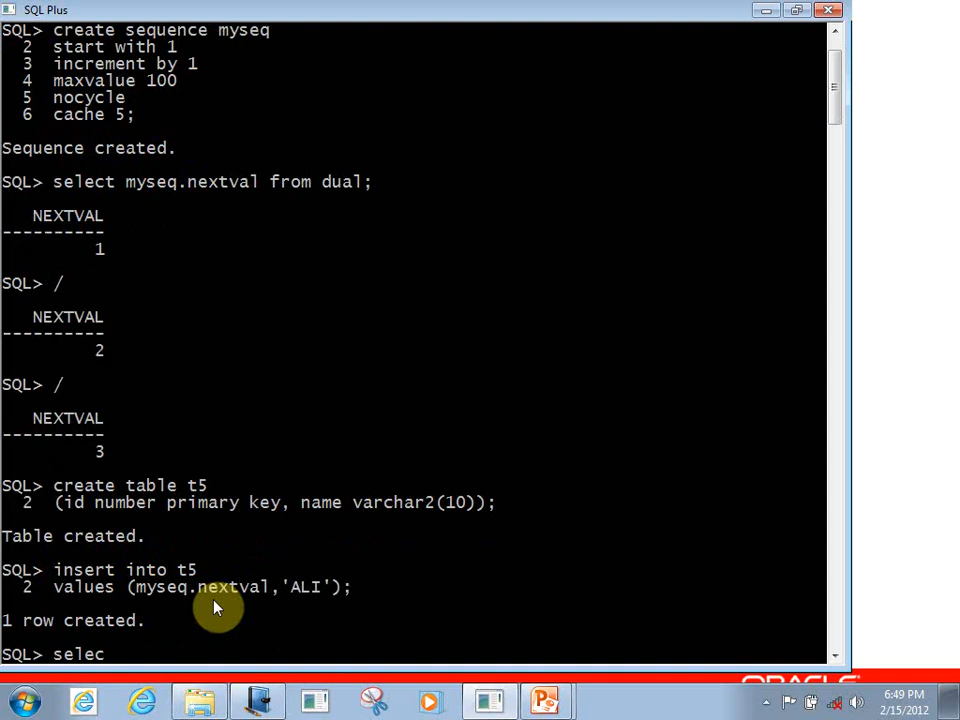 SQL Plus
SQL> create sequence myseq
2 start with 1
3 increment by 1
4 maxvalue 100
5 nocycle
6 cache 5;
Sequence created.
SQL> select myseq.nextval from dual;
NEXTVAL
----------
1
SQL> /
NEXTVAL
----------
2
SQL> /
NEXTVAL
----------
3
SQL> create table t5
2 (id number primary key, name varchar2(10));
Table created.
SQL> insert into t5
2 values (myseq.nextval,'ALI');
1 row created.
SQL> selec
ORACLE
6:49 PM
2/15/2012